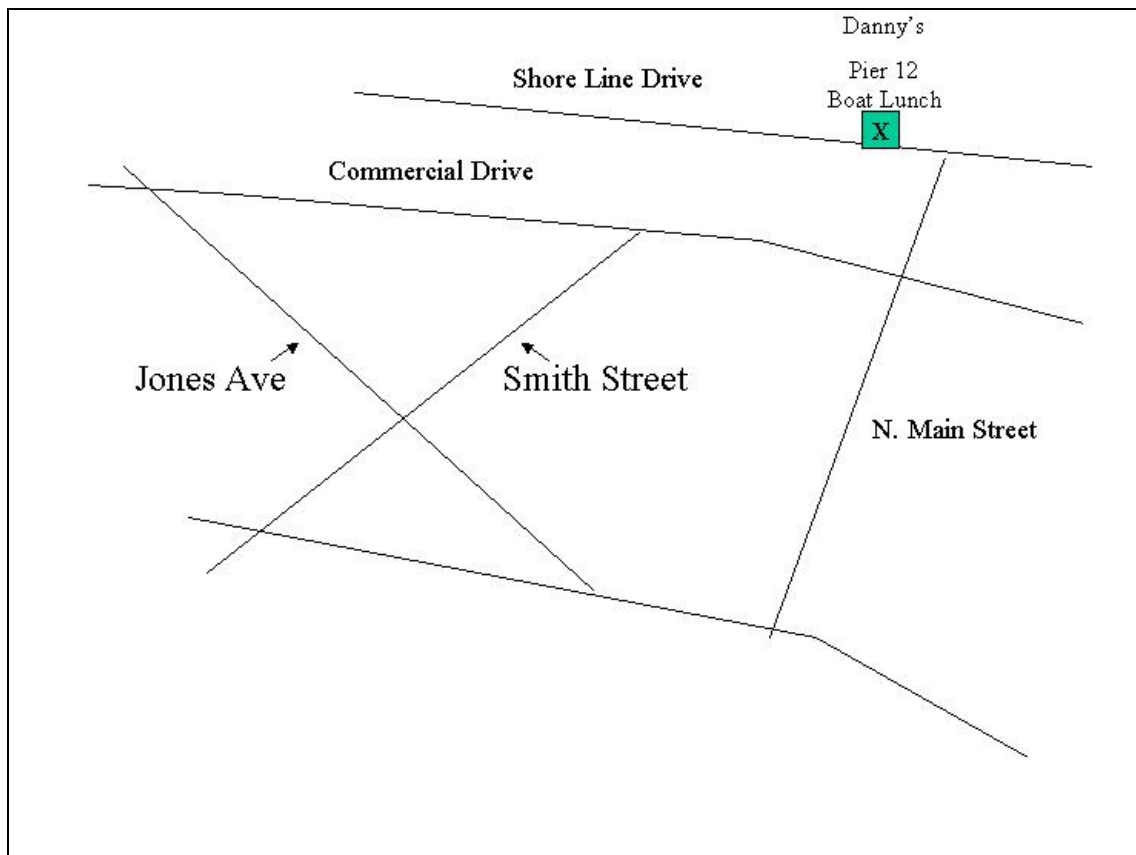 Danny's
Pier 12
Boat Lunch
X
Shore Line Drive
Commercial Drive
Jones Ave
Smith Street
N. Main Street